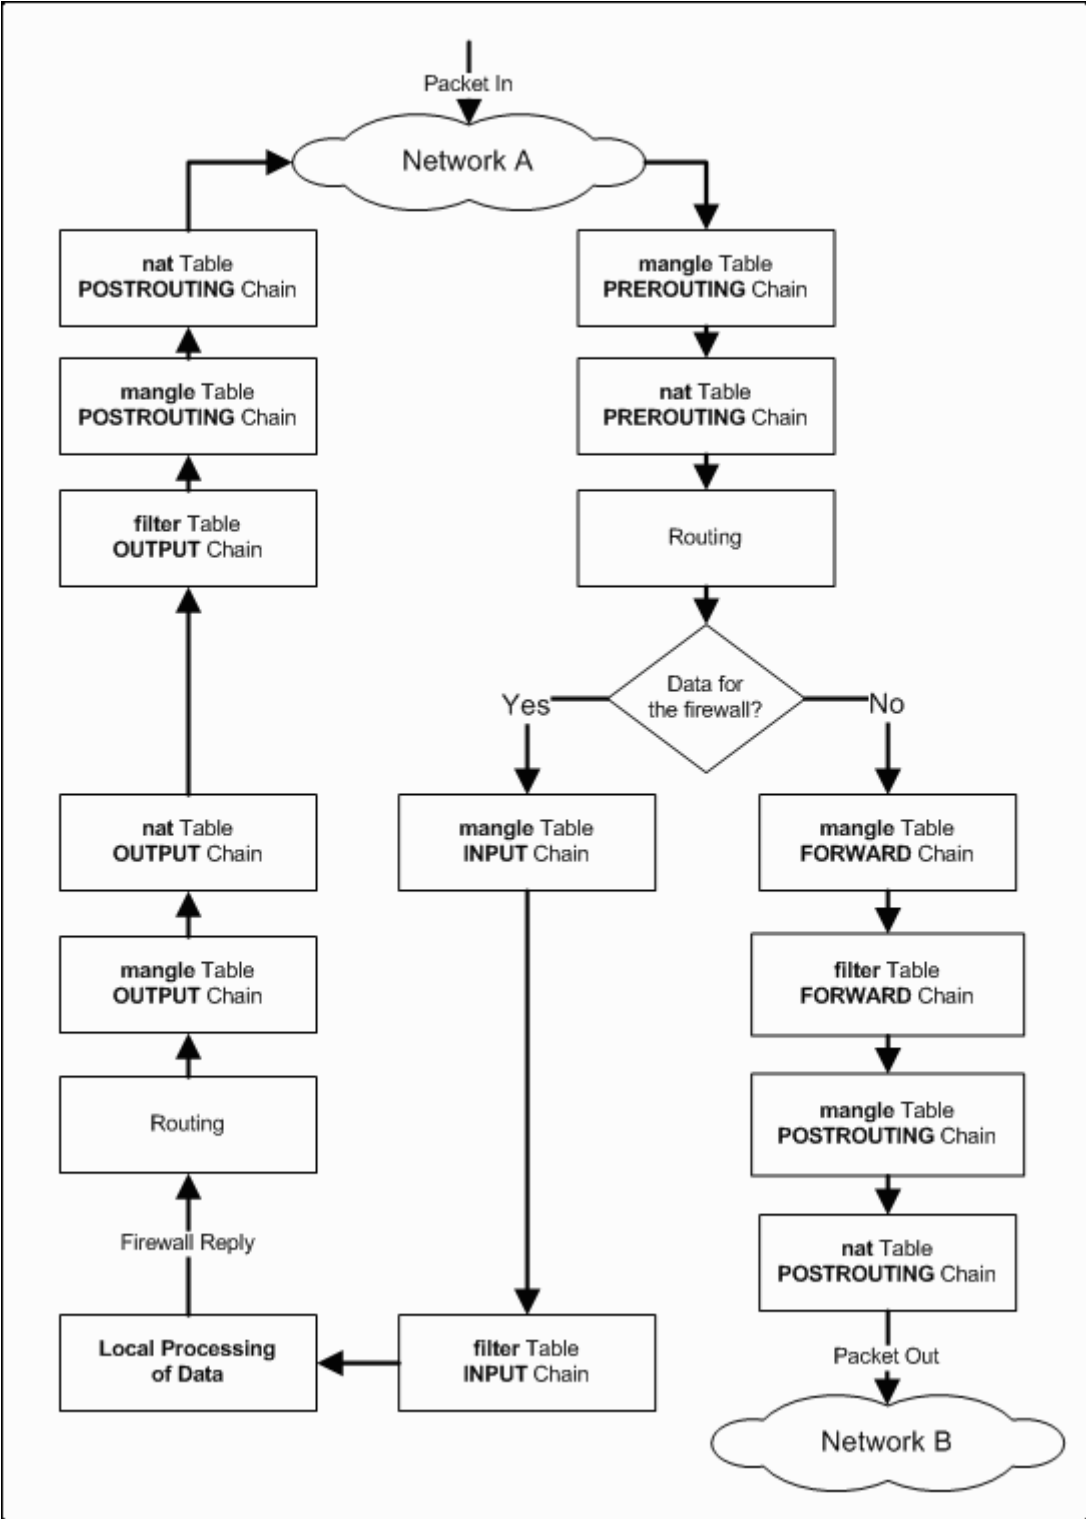 Packet In
Network A
nat Table
POSTROUTING Chain
mangle Table
PREROUTING Chain
mangle Table
POSTROUTING Chain
nat Table
PREROUTING Chain
filter Table
OUTPUT Chain
Routing
Data for
the firewall?
Yes
No
nat Table
OUTPUT Chain
mangle Table
INPUT Chain
mangle Table
FORWARD Chain
mangle Table
OUTPUT Chain
filter Table
FORWARD Chain
Routing
mangle Table
POSTROUTING Chain
Firewall Reply
nat Table
POSTROUTING Chain
Local Processing
of Data
filter Table
INPUT Chain
Packet Out
Network B